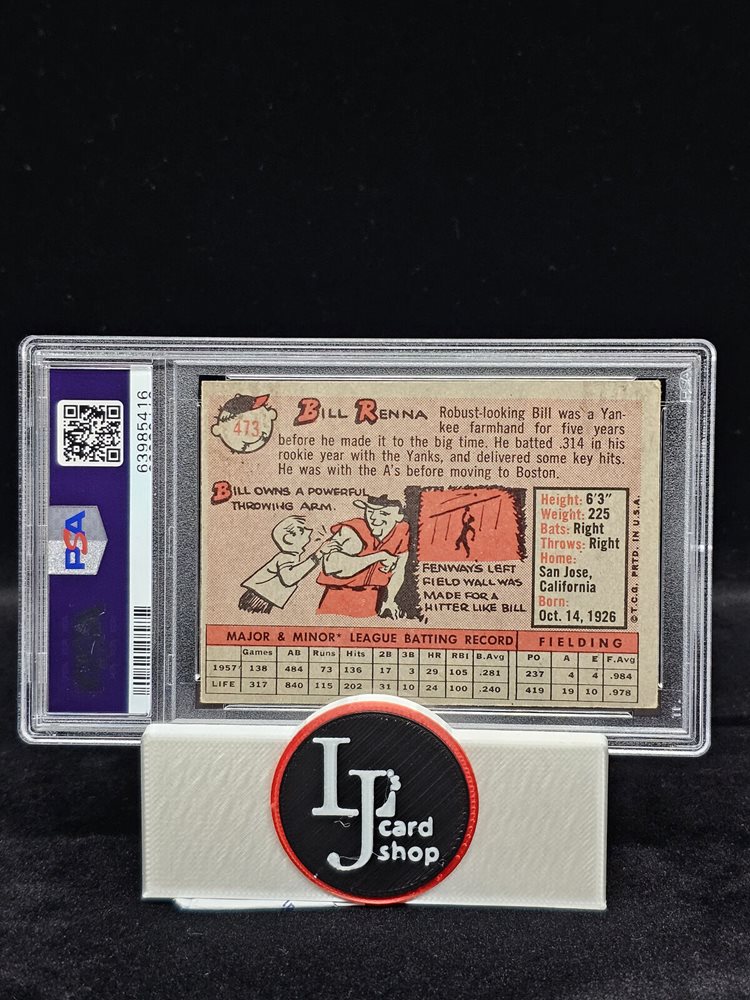 63985416
PSA
473
BILL RENNA
Robust-looking Bill was a Yan-
kee farmhand for five years
before he made it to the big time. He batted .314 in his
rookie year with the Yanks, and delivered some key hits.
He was with the A's before moving to Boston.
BILL OWNS A POWERFUL
THROWING ARM.
FENWAY'S LEFT
FIELD WALL WAS
MADE FOR A
HITTER LIKE BILL
Height: 6'3"
Weight: 225
Bats: Right
Throws: Right
Home:
San Jose,
California
Born:
Oct. 14, 1926
© T.C.G. PRTD. IN U.S.A.
MAJOR & MINOR* LEAGUE BATTING RECORD FIELDING
Games AB Runs Hits 2B 3B HR RBI B.Avg PO A E F.Avg
1957* 138 484 73 136 17 3 29 105 .281 237 4 4 .984
LIFE 317 840 115 202 31 10 24 100 .240 419 19 10 .978
LJ's
card
shop